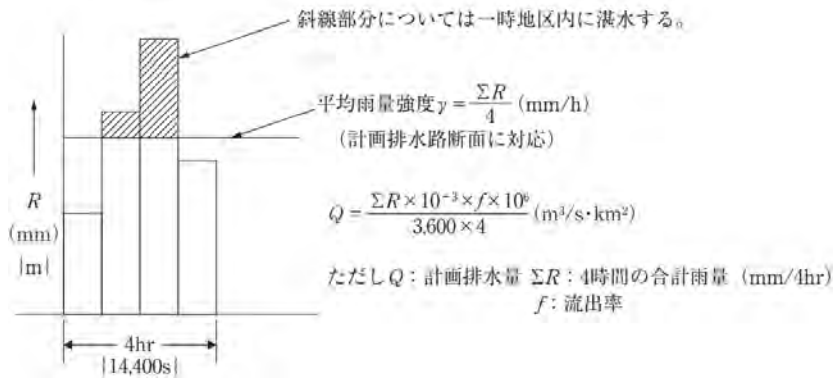 斜線部分については一時地区内に湛水する。
平均雨量強度γ＝ΣR/4 (mm/h)
(計画排水路断面に対応)
R
(mm)
|m|
Q＝ΣR×10⁻³×f×10⁶/3,600×4 (m³/s･km²)
ただしQ：計画排水量 ΣR：4時間の合計雨量 (mm/4hr)
f：流出率
4hr
|14,400s|